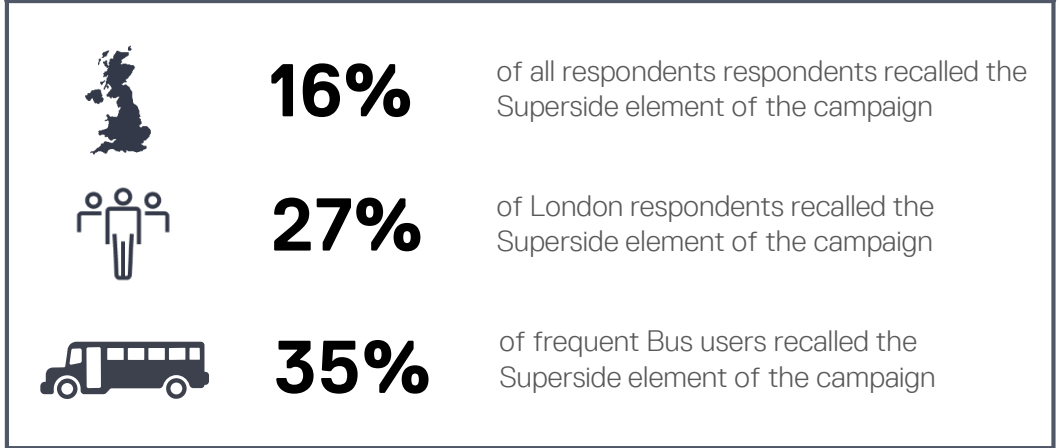 16%
of all respondents respondents recalled the
Superside element of the campaign
27%
of London respondents recalled the
Superside element of the campaign
35%
of frequent Bus users recalled the
Superside element of the campaign